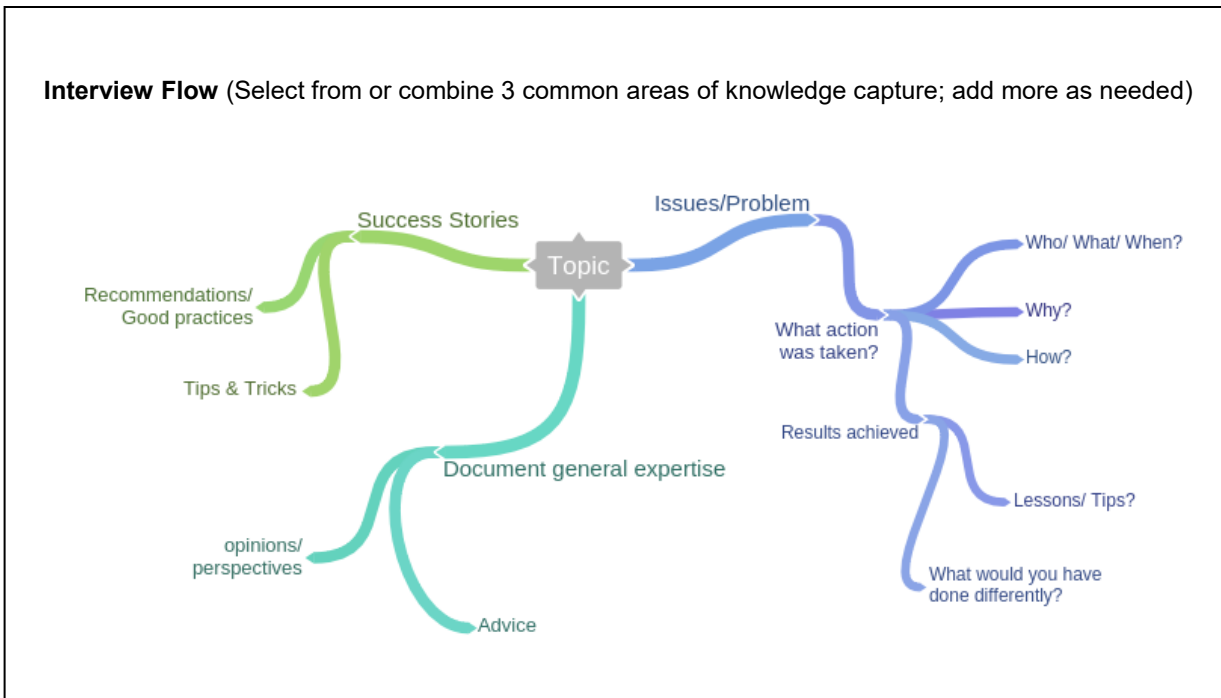 Interview Flow (Select from or combine 3 common areas of knowledge capture; add more as needed)
Topic
Success Stories
Recommendations/
Good practices
Tips & Tricks
Document general expertise
opinions/
perspectives
Advice
Issues/Problem
What action
was taken?
Who/ What/ When?
Why?
How?
Results achieved
Lessons/ Tips?
What would you have
done differently?